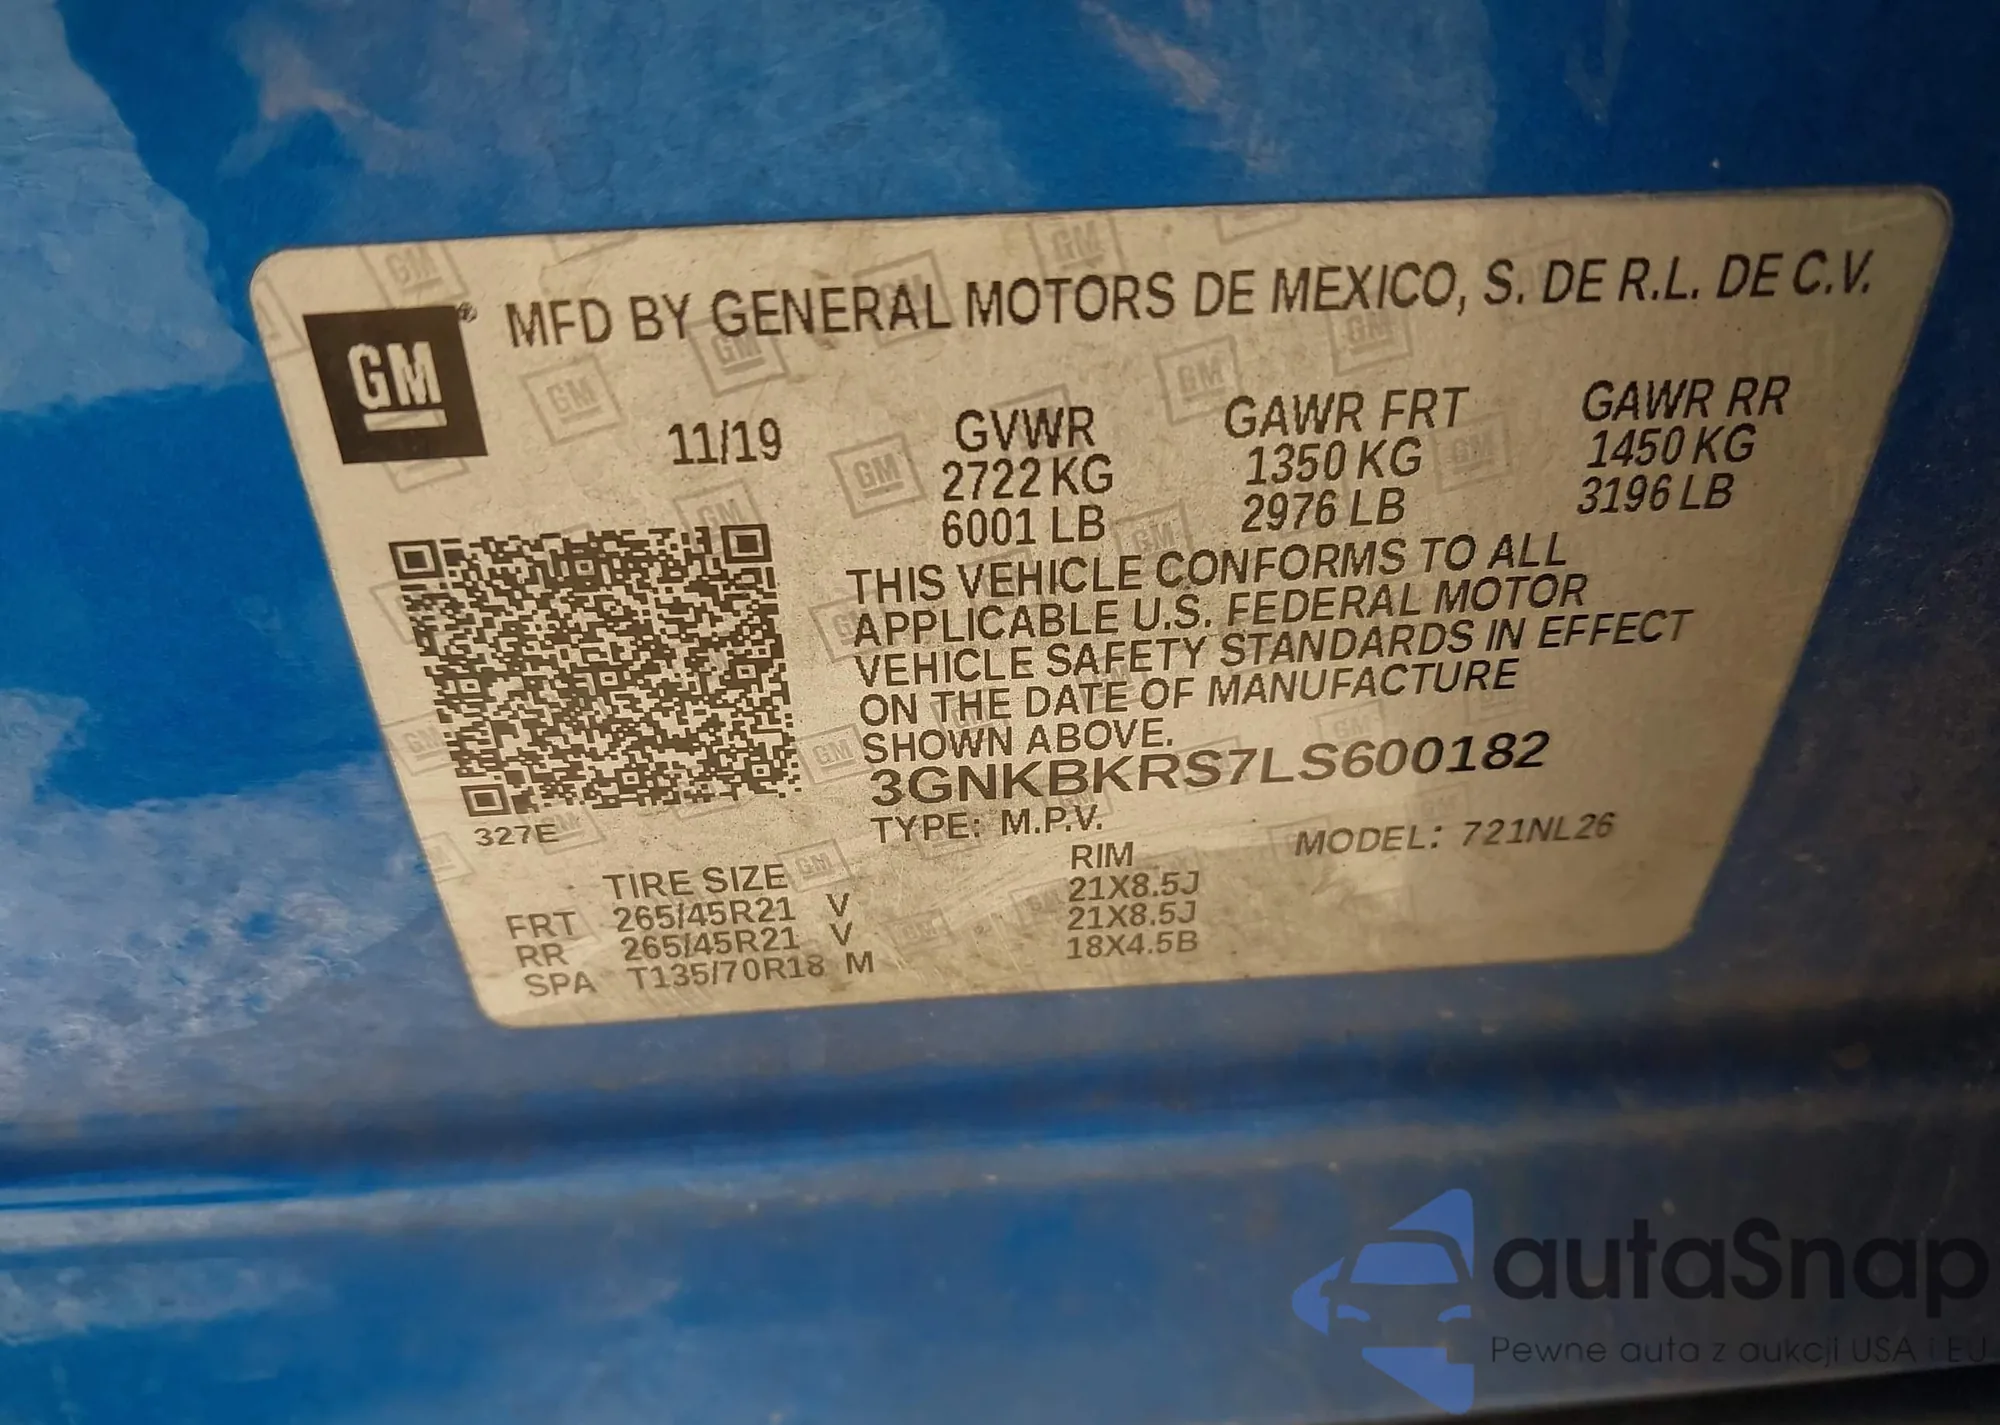 GM
® MFD BY GENERAL MOTORS DE MEXICO, S. DE R.L. DE C.V.
11/19 GVWR GAWR FRT GAWR RR
2722 KG 1350 KG 1450 KG
6001 LB 2976 LB 3196 LB
THIS VEHICLE CONFORMS TO ALL
APPLICABLE U.S. FEDERAL MOTOR
VEHICLE SAFETY STANDARDS IN EFFECT
ON THE DATE OF MANUFACTURE
SHOWN ABOVE.
3GNKBKRS7LS600182
327E TYPE: M.P.V. MODEL: 721NL26
TIRE SIZE RIM
FRT 265/45R21 V 21X8.5J
RR 265/45R21 V 21X8.5J
SPA T135/70R18 M 18X4.5B
autaSnap
Pewne auta z aukcji USA i EU